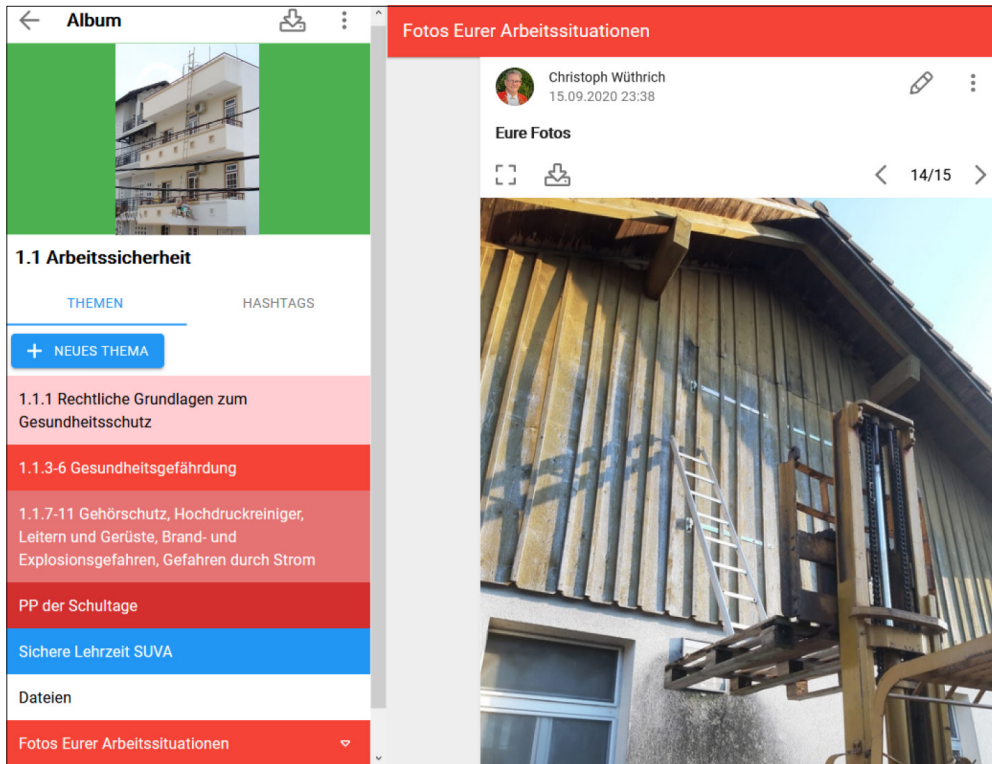 Album
1.1 Arbeitssicherheit
THEMEN
HASHTAGS
+ NEUES THEMA
1.1.1 Rechtliche Grundlagen zum
Gesundheitsschutz
1.1.3-6 Gesundheitsgefährdung
1.1.7-11 Gehörschutz, Hochdruckreiniger,
Leitern und Gerüste, Brand- und
Explosionsgefahren, Gefahren durch Strom
PP der Schultage
Sichere Lehrzeit SUVA
Dateien
Fotos Eurer Arbeitssituationen
Fotos Eurer Arbeitssituationen
Christoph Wüthrich
15.09.2020 23:38
Eure Fotos
14/15